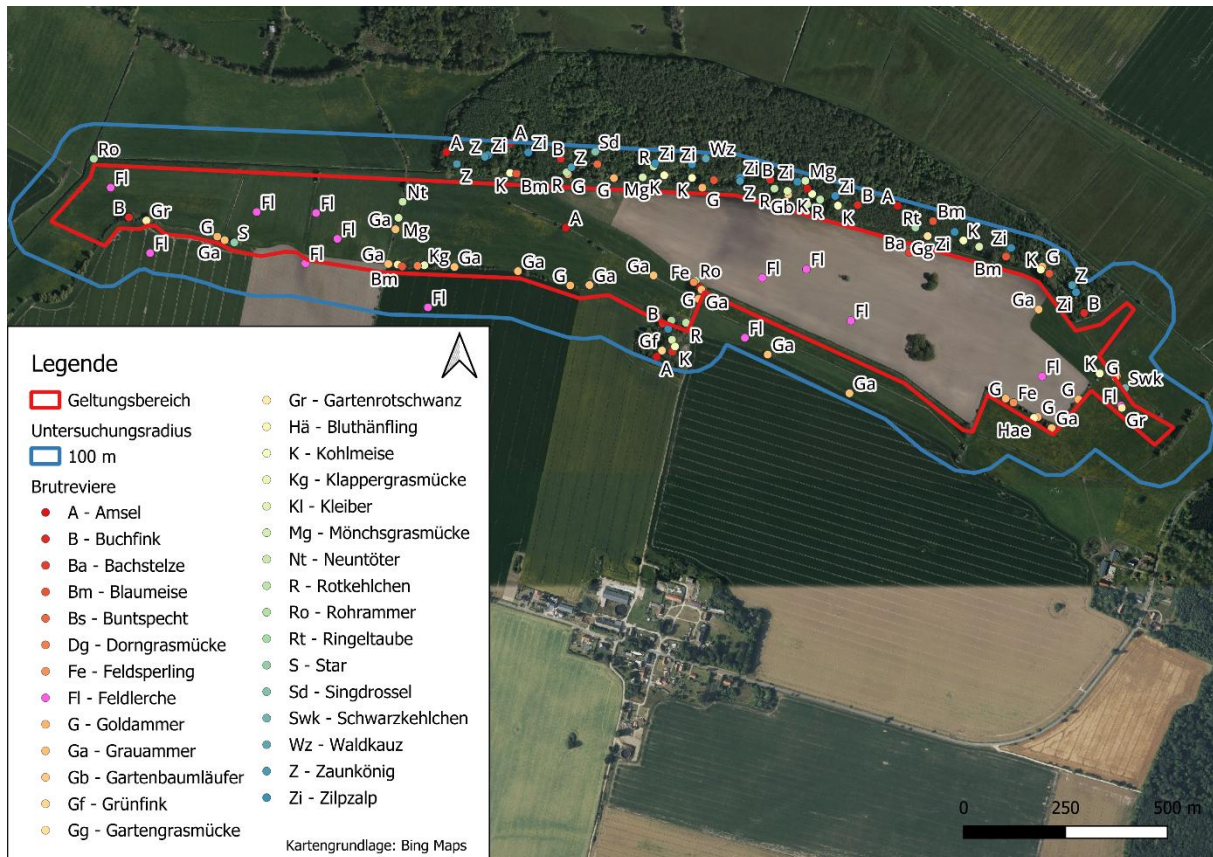 Ro
A
Z
Zi
A
Zi
B
Z
Sd
R
Zi
Zi
Wz
Zi
B
Zi
Mg
Zi
B
A
Z
K
Bm
R
G
G
Mg
K
K
G
Z
R
Gb
K
R
K
Rt
Bm
K
Zi
Fl
B
Gr
Fl
Fl
Nt
Ga
Mg
Fl
A
Ba
Gg
Zi
Bm
K
G
Z
G
Ga
S
Fl
Fl
Ga
Bm
Kg
Ga
Ga
G
Ga
Ga
Fe
Ro
Fl
Fl
Ga
Zi
B
Fl
G
Ga
B
R
Fl
Fl
Gf
K
A
Ga
Ga
Fl
K
G
Swk
G
Fe
G
Fl
Gr
Hae
G
Ga
Legende
Geltungsbereich
Untersuchungsradius
100 m
Brutreviere
A - Amsel
B - Buchfink
Ba - Bachstelze
Bm - Blaumeise
Bs - Buntspecht
Dg - Dorngrasmücke
Fe - Feldsperling
Fl - Feldlerche
G - Goldammer
Ga - Grauammer
Gb - Gartenbaumläufer
Gf - Grünfink
Gg - Gartengrasmücke
Gr - Gartenrotschwanz
Hä - Bluthänfling
K - Kohlmeise
Kg - Klappergrasmücke
Kl - Kleiber
Mg - Mönchsgrasmücke
Nt - Neuntöter
R - Rotkehlchen
Ro - Rohrammer
Rt - Ringeltaube
S - Star
Sd - Singdrossel
Swk - Schwarzkehlchen
Wz - Waldkauz
Z - Zaunkönig
Zi - Zilpzalp
Kartengrundlage: Bing Maps
0 250 500 m